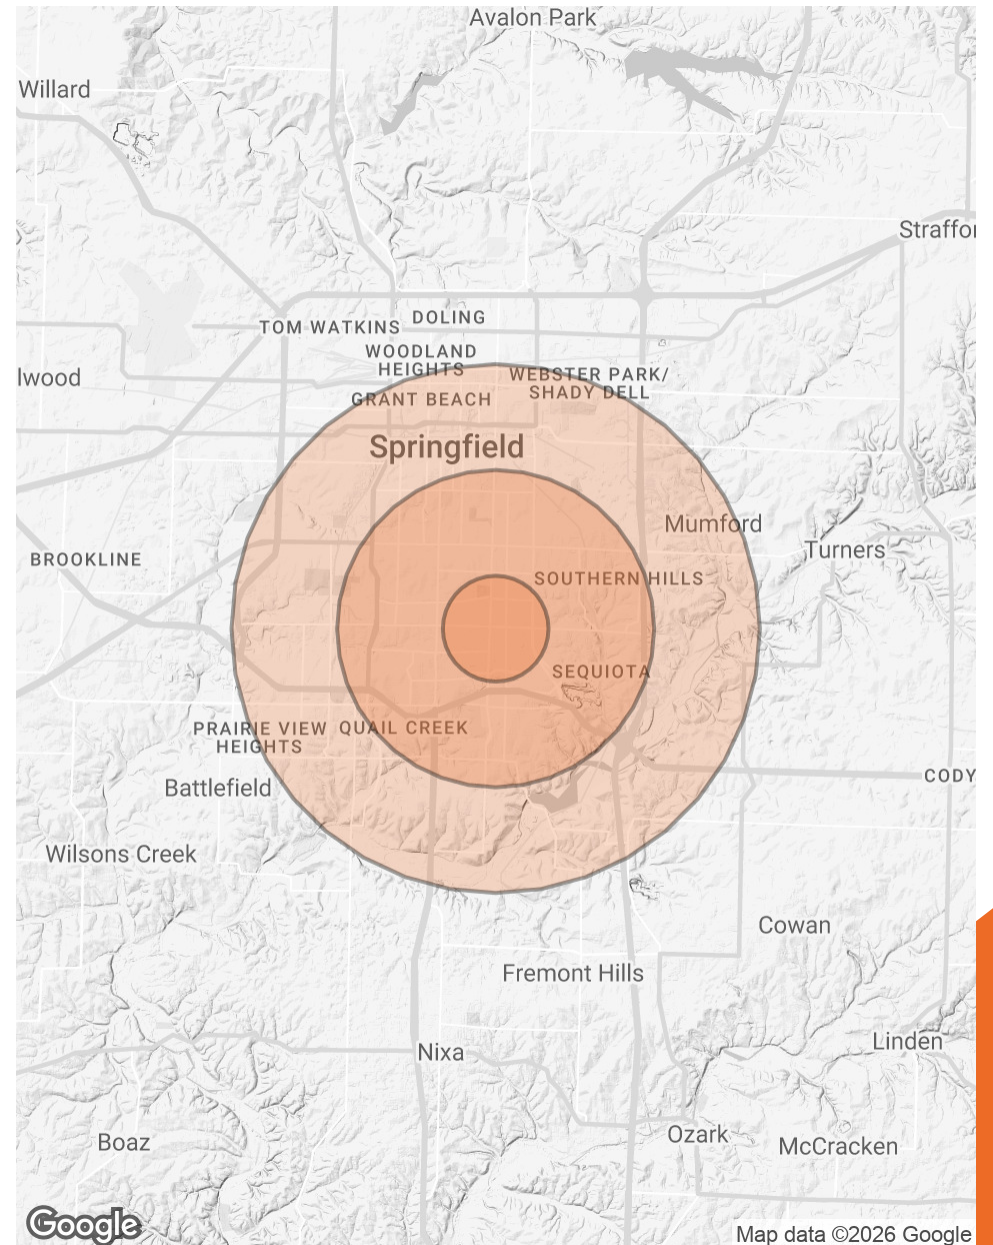 Avalon Park
Willard
Straffor
DOLING
TOM WATKINS
WOODLAND
HEIGHTS
lwood
WEBSTER PARK/
SHADY DELL
GRANT BEACH
Springfield
Mumford
Turners
BROOKLINE
SOUTHERN HILLS
SEQUIOTA
PRAIRIE VIEW
HEIGHTS
QUAIL CREEK
CODY
Battlefield
Wilsons Creek
Cowan
Fremont Hills
Linden
Nixa
Ozark
Boaz
McCracken
Google
Map data ©2026 Google